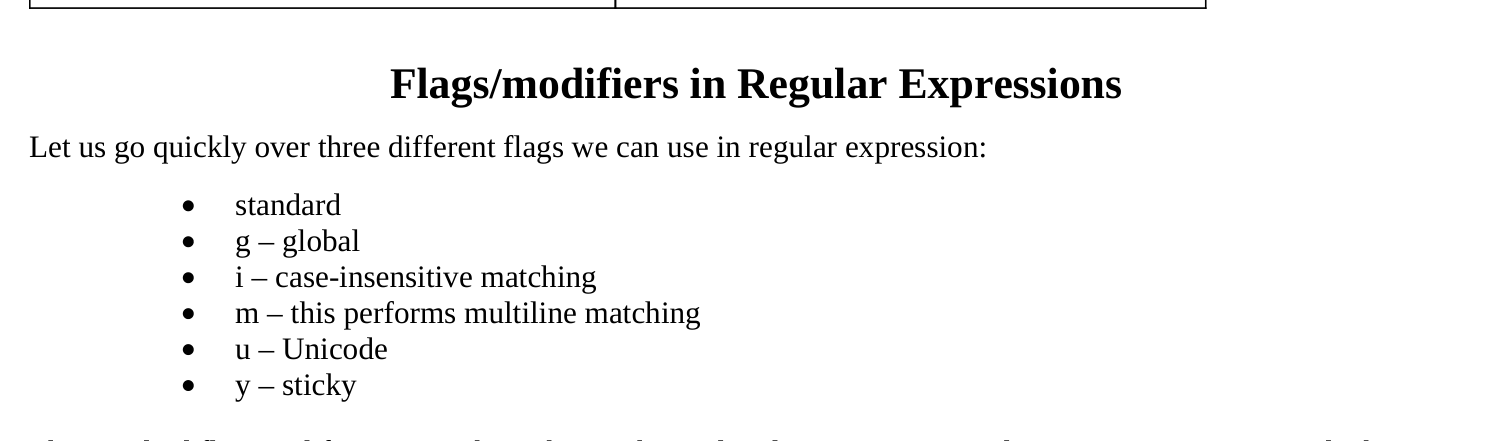 Flags/modifiers in Regular Expressions
Let us go quickly over three different flags we can use in regular expression:
• standard
• g – global
• i – case-insensitive matching
• m – this performs multiline matching
• u – Unicode
• y – sticky